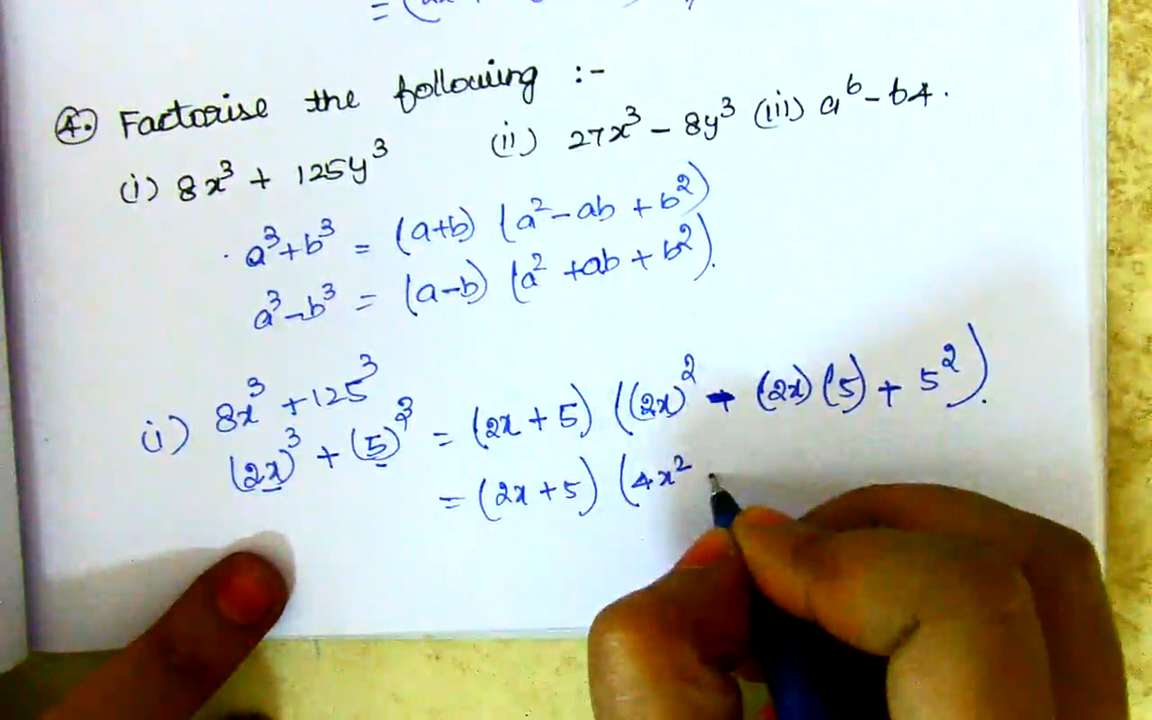 ④. Factorise the following :-
(i) 8x³ + 125y³ (ii) 27x³ - 8y³ (iii) a⁶ - 64.
a³+b³ = (a+b) (a² - ab + b²)
a³-b³ = (a-b) (a² + ab + b²).
(i) 8x³ + 125³
(2x)³ + (5)³ = (2x + 5) ((2x)² - (2x) (5) + 5²).
= (2x + 5) (4x²